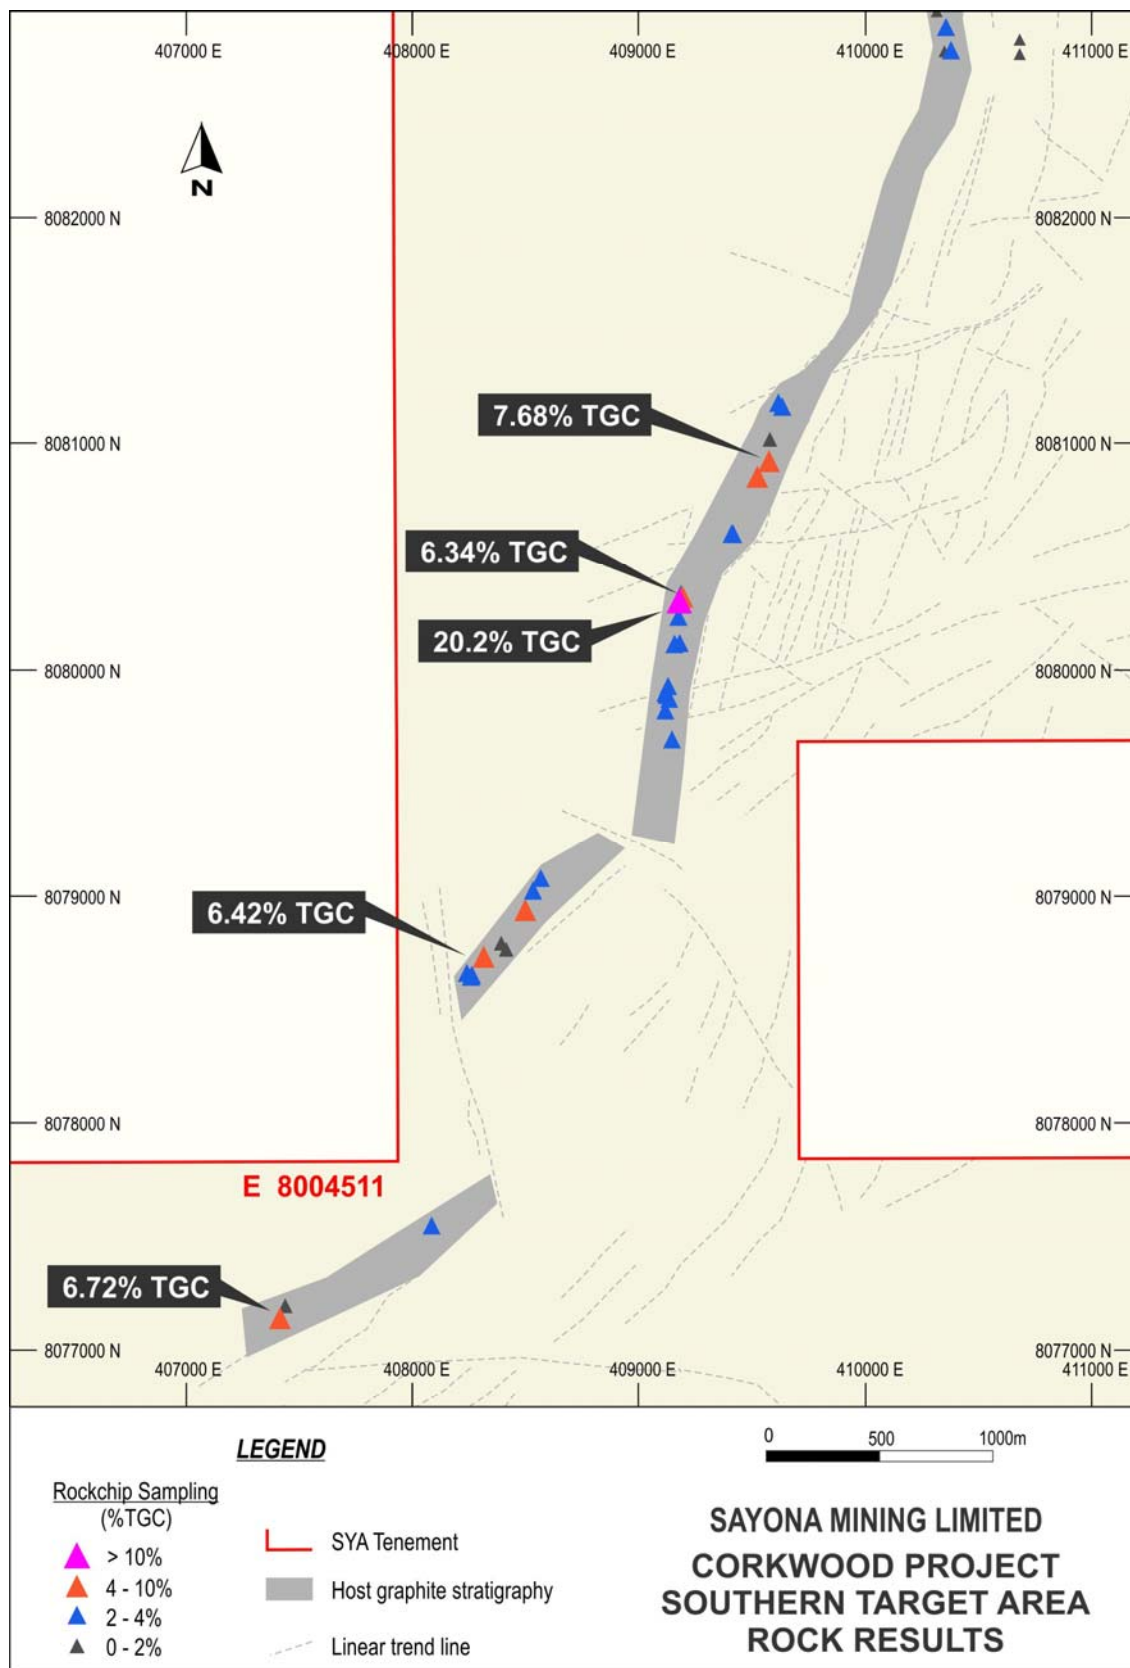 407000 E
408000 E
409000 E
410000 E
411000 E
N
8082000 N
8082000 N
7.68% TGC
8081000 N
8081000 N
6.34% TGC
20.2% TGC
8080000 N
8080000 N
6.42% TGC
8079000 N
8079000 N
8078000 N
8078000 N
E 8004511
6.72% TGC
8077000 N
8077000 N
407000 E
408000 E
409000 E
410000 E
411000 E
LEGEND
Rockchip Sampling
(%TGC)
> 10%
4 - 10%
2 - 4%
0 - 2%
SYA Tenement
Host graphite stratigraphy
Linear trend line
0
500
1000m
SAYONA MINING LIMITED
CORKWOOD PROJECT
SOUTHERN TARGET AREA
ROCK RESULTS